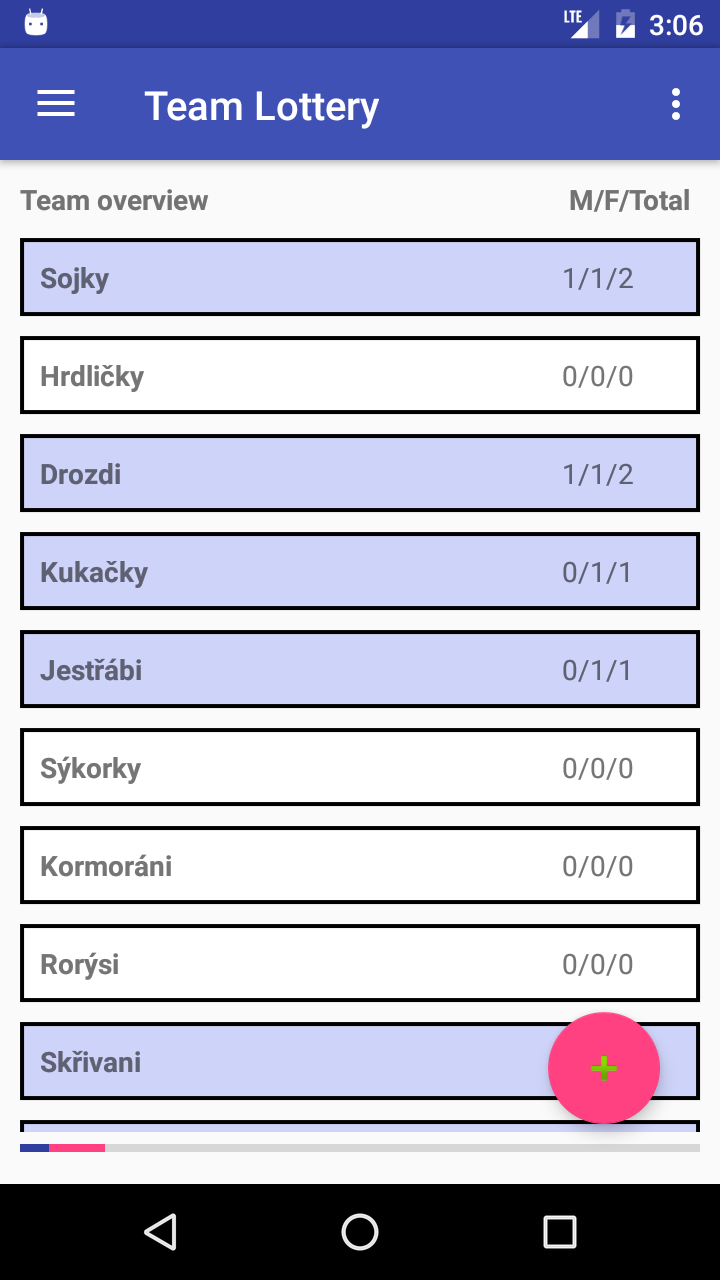 LTE 3:06
Team Lottery
Team overview M/F/Total
Sojky 1/1/2
Hrdličky 0/0/0
Drozdi 1/1/2
Kukačky 0/1/1
Jestřábi 0/1/1
Sýkorky 0/0/0
Kormoráni 0/0/0
Rorýsi 0/0/0
Skřivani